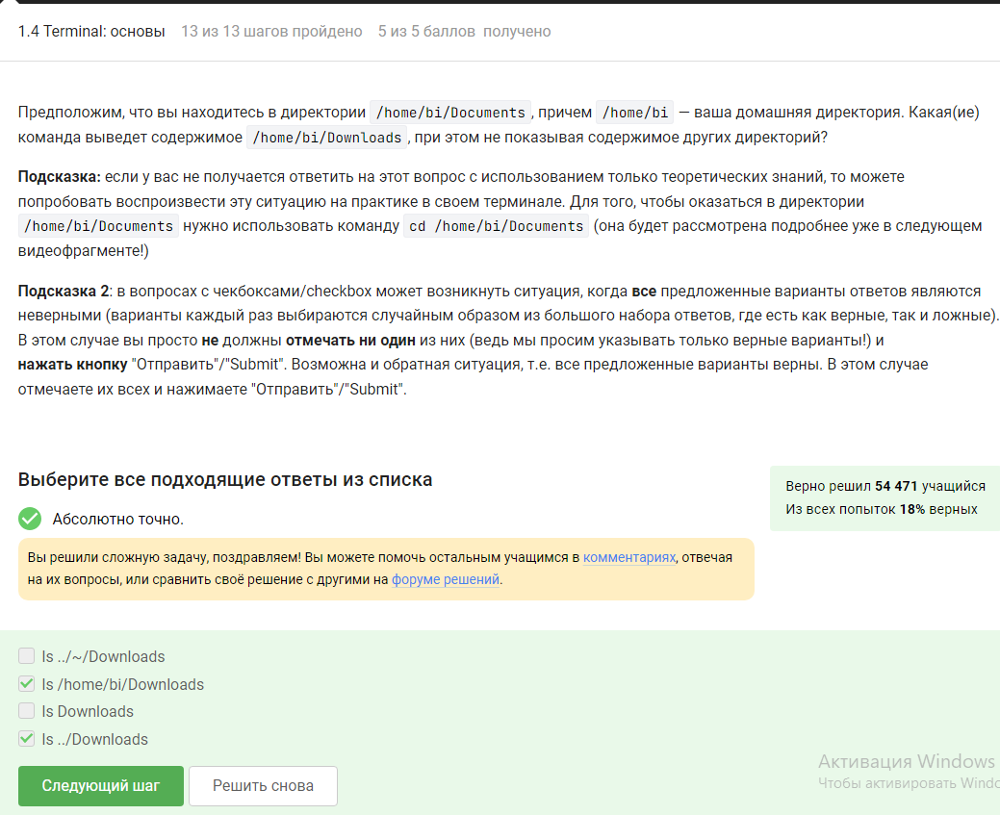 1.4 Terminal: основы 13 из 13 шагов пройдено 5 из 5 баллов получено
Предположим, что вы находитесь в директории /home/bi/Documents , причем /home/bi — ваша домашняя директория. Какая(ие)
команда выведет содержимое /home/bi/Downloads , при этом не показывая содержимое других директорий?
Подсказка: если у вас не получается ответить на этот вопрос с использованием только теоретических знаний, то можете
попробовать воспроизвести эту ситуацию на практике в своем терминале. Для того, чтобы оказаться в директории
/home/bi/Documents нужно использовать команду cd /home/bi/Documents (она будет рассмотрена подробнее уже в следующем
видеофрагменте!)
Подсказка 2: в вопросах с чекбоксами/checkbox может возникнуть ситуация, когда все предложенные варианты ответов являются
неверными (варианты каждый раз выбираются случайным образом из большого набора ответов, где есть как верные, так и ложные).
В этом случае вы просто не должны отмечать ни один из них (ведь мы просим указывать только верные варианты!) и
нажать кнопку "Отправить"/"Submit". Возможна и обратная ситуация, т.е. все предложенные варианты верны. В этом случае
отмечаете их всех и нажимаете "Отправить"/"Submit".
Выберите все подходящие ответы из списка
Верно решил 54 471 учащийся
Из всех попыток 18% верных
Абсолютно точно.
Вы решили сложную задачу, поздравляем! Вы можете помочь остальным учащимся в комментариях, отвечая
на их вопросы, или сравнить своё решение с другими на форуме решений.
ls ../~/Downloads
ls /home/bi/Downloads
ls Downloads
ls ../Downloads
Следующий шаг Решить снова
Активация Windows
Чтобы активировать